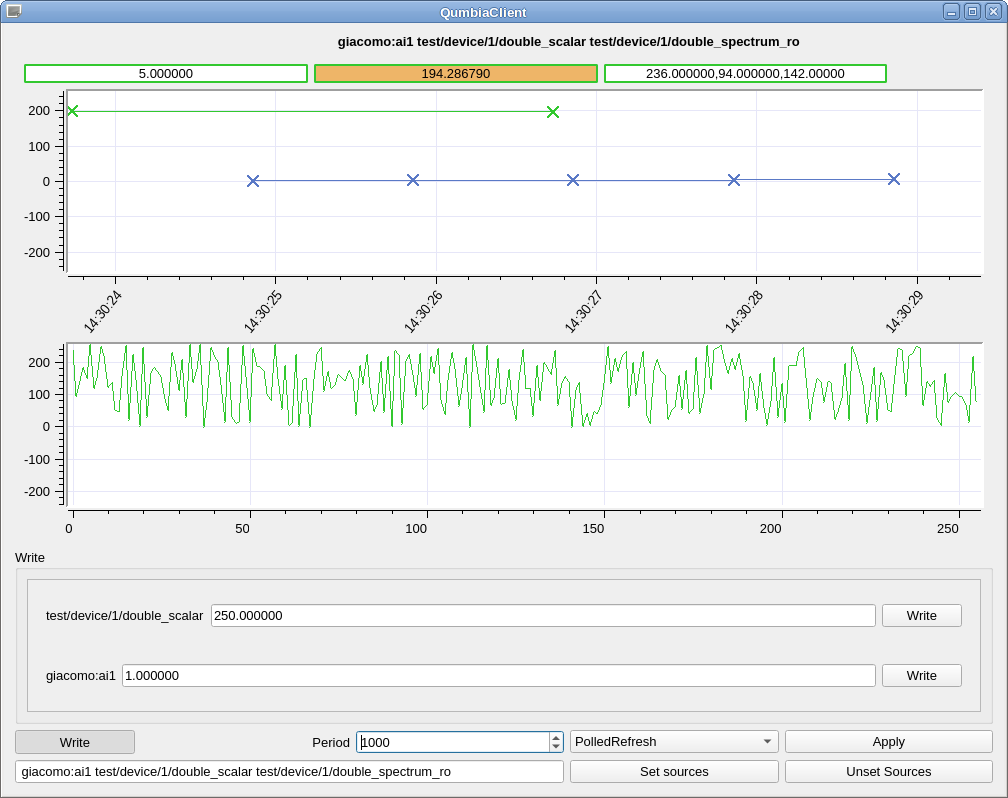 QumbiaClient
giacomo:ai1 test/device/1/double_scalar test/device/1/double_spectrum_ro
5.000000 194.286790 236.000000,94.000000,142.00000
200
100
0
-100
-200
14:30:24 14:30:25 14:30:26 14:30:27 14:30:28 14:30:29
200
100
0
-100
-200
0 50 100 150 200 250
Write
test/device/1/double_scalar 250.000000 Write
giacomo:ai1 1.000000 Write
Write Period 1000 PolledRefresh Apply
giacomo:ai1 test/device/1/double_scalar test/device/1/double_spectrum_ro Set sources Unset Sources